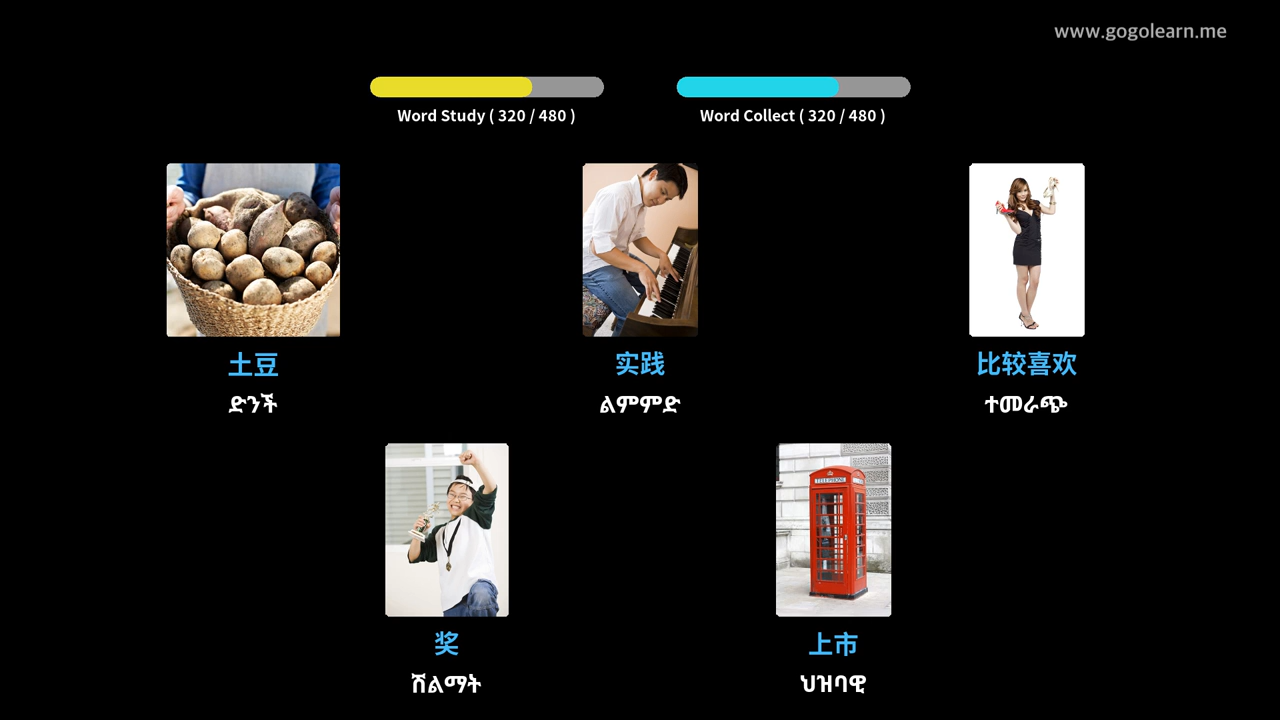 www.gogolearn.me
Word Study ( 320 / 480 )
Word Collect ( 320 / 480 )
土豆
ድንች
实践
ልምምድ
比较喜欢
ተመራጭ
TELEPHONE
奖
ሽልማት
上市
ህዝባዊ